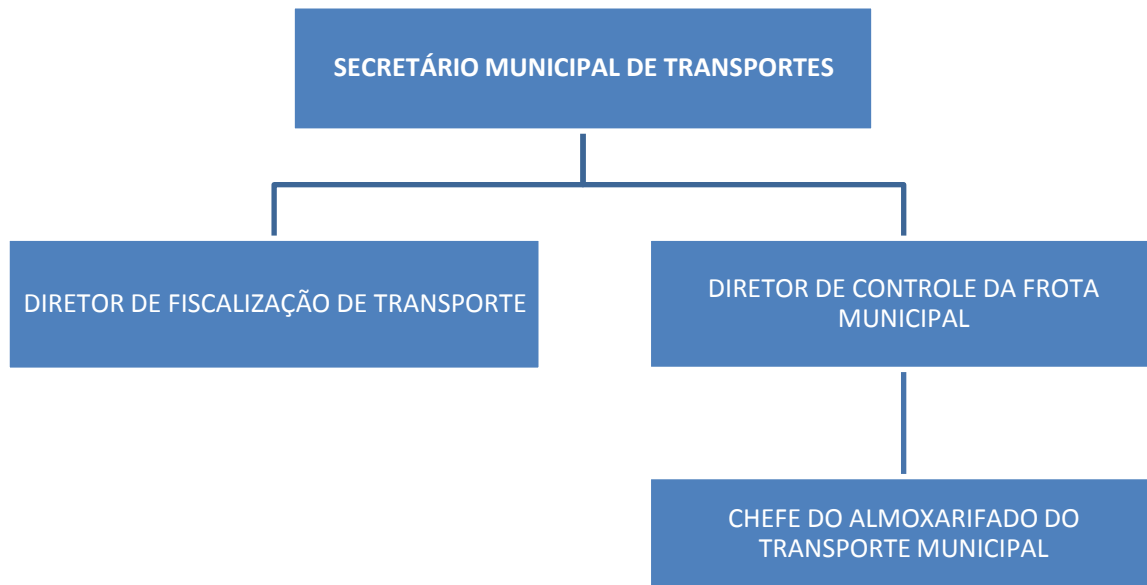 SECRETÁRIO MUNICIPAL DE TRANSPORTES
DIRETOR DE FISCALIZAÇÃO DE TRANSPORTE
DIRETOR DE CONTROLE DA FROTA
MUNICIPAL
CHEFE DO ALMOXARIFADO DO
TRANSPORTE MUNICIPAL